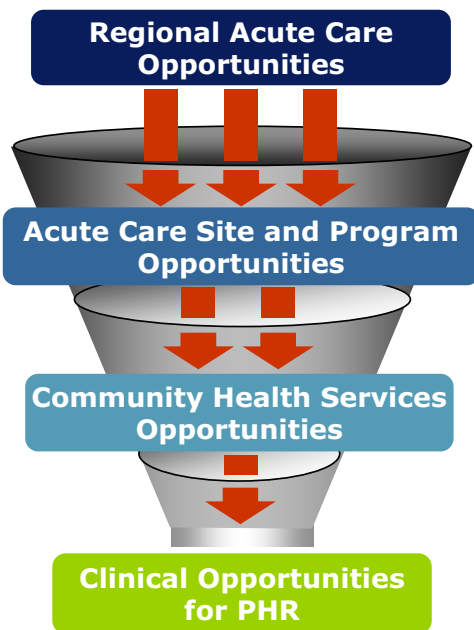 Regional Acute Care
Opportunities
Acute Care Site and Program
Opportunities
Community Health Services
Opportunities
Clinical Opportunities
for PHR